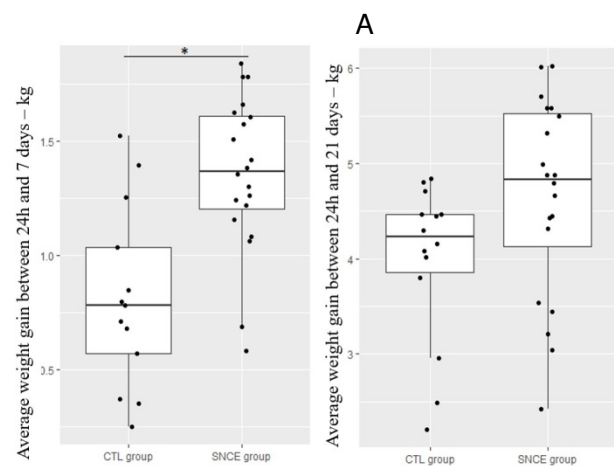 A
*
Average weight gain between 24h and 7 days – kg
1.5
1.0
0.5
CTL group
SNCE group
Average weight gain between 24h and 21 days – kg
6
5
4
3
CTL group
SNCE group